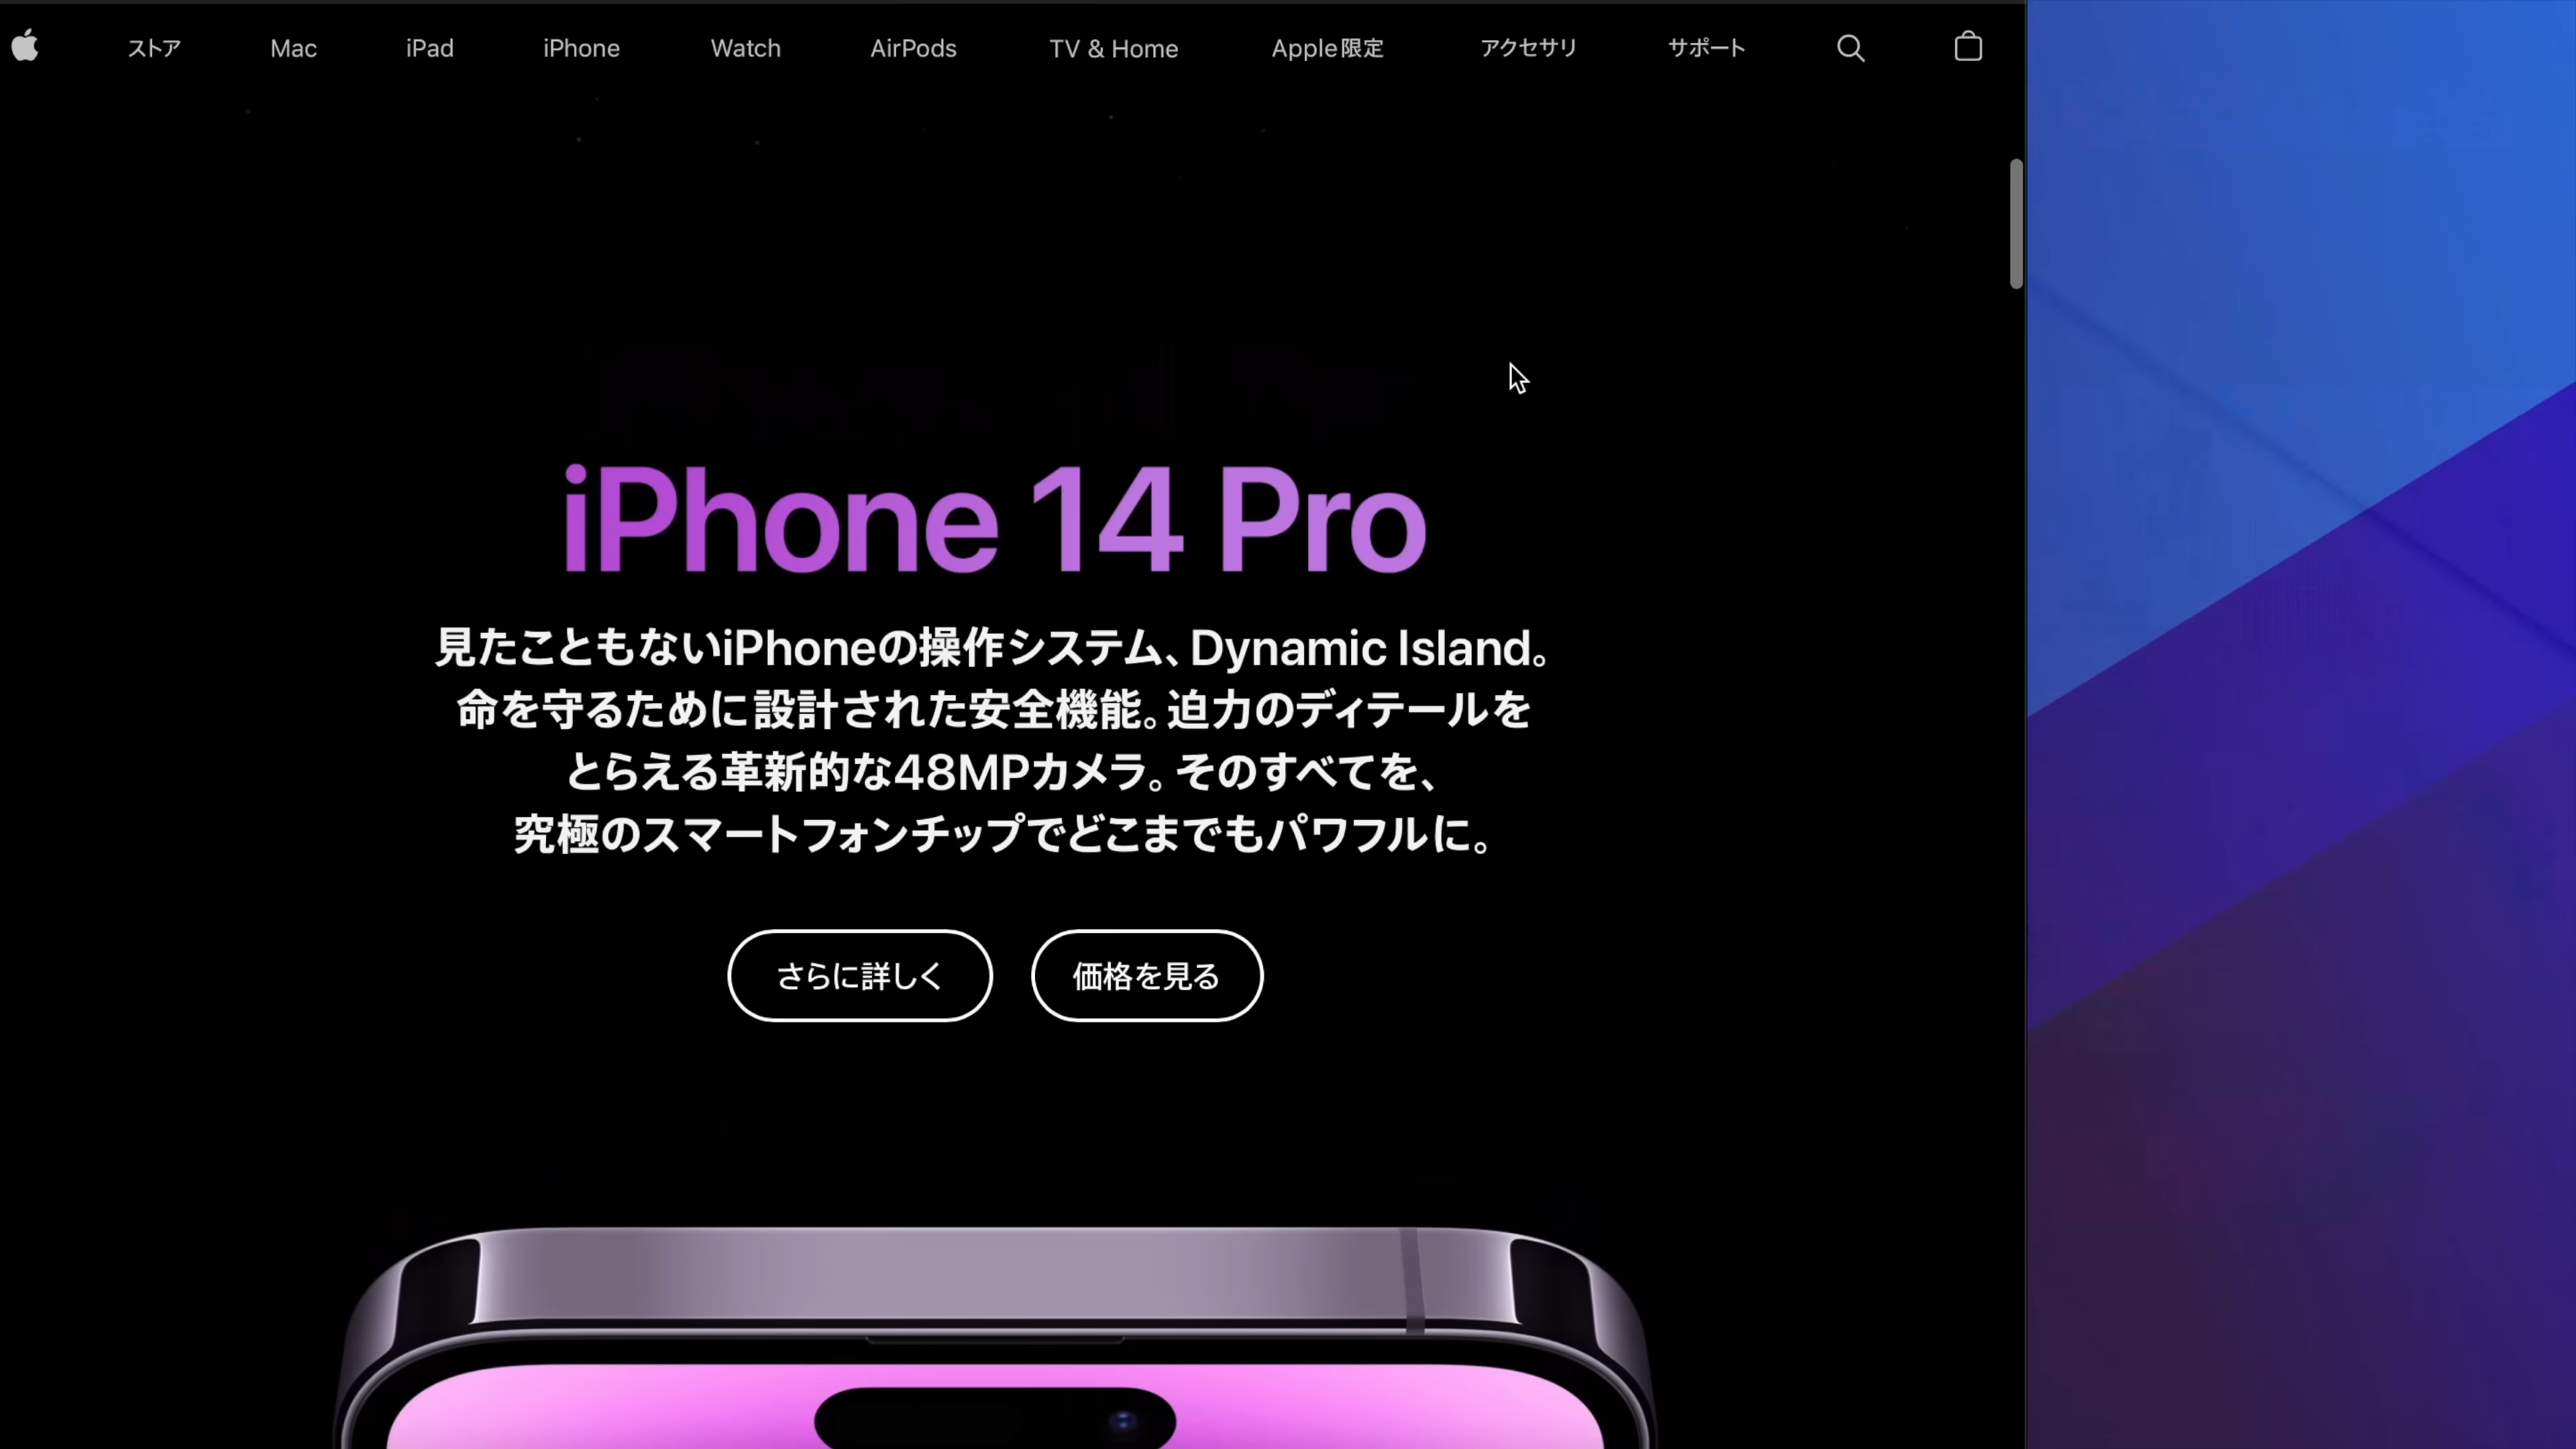 ストア Mac iPad iPhone Watch AirPods TV & Home Apple限定 アクセサリ サポート
iPhone 14 Pro
見たこともないiPhoneの操作システム、Dynamic Island。
命を守るために設計された安全機能。迫力のディテールを
とらえる革新的な48MPカメラ。そのすべてを、
究極のスマートフォンチップでどこまでもパワフルに。
さらに詳しく 価格を見る